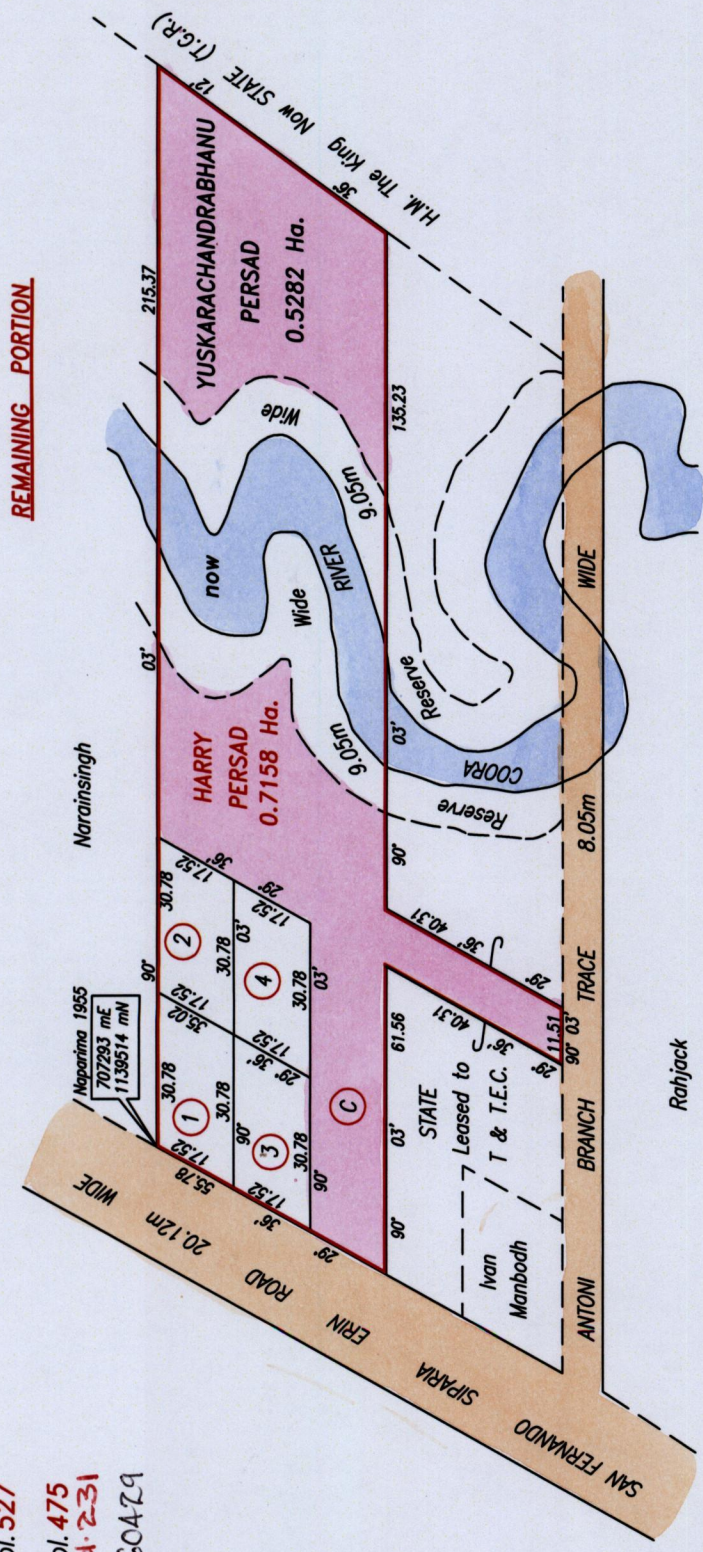 REMAINING PORTION
ol. 527
ol. 475
231
60429
Narainsingh
Naparima 1955
707293 mE
1139514 mN
90°
03'
215.37
12'
36°
H.M. The King Now STATE (T.G.R.)
YUSKARACHANDRABHANU
PERSAD
0.5282 Ha.
135.23
Wide
9.05m
Reserve
now
Wide
RIVER
COORA
9.05m
Reserve
HARRY
PERSAD
0.7158 Ha.
30.78
17.52
1
30.78
17.52
35.02
30.78
2
17.52
36'
30.78
03'
90°
3
17.52
30.78
17.52
36'
29°
4
17.52
29°
30.78
03'
90°
55.78
36'
29°
C
90°
03'
61.56
90°
03'
40.31
36'
29°
40.31
36'
29°
11.51
90° 03'
STATE
Leased to
T & T.E.C.
Ivan
Manbodh
SAN FERNANDO SIPARIA ERIN ROAD 20.12m WIDE
ANTONI BRANCH TRACE 8.05m WIDE
Rahjack